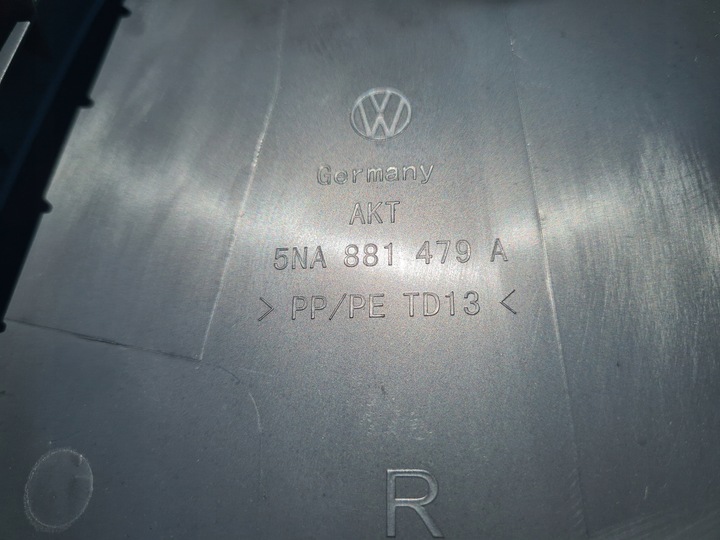 Germany
AKT
5NA 881 479 A
> PP/PE TD13 <
R